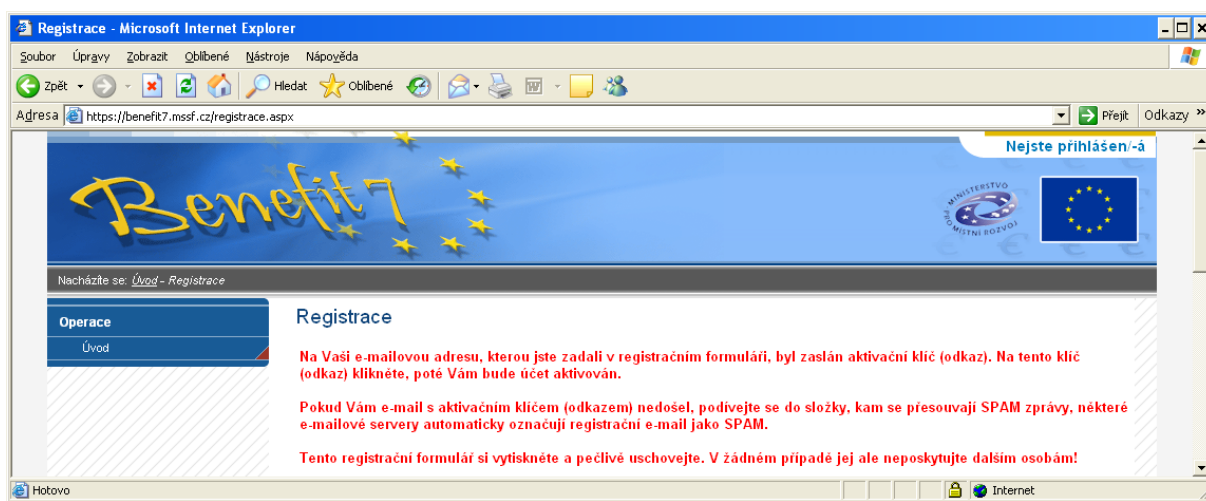 Registrace - Microsoft Internet Explorer
Soubor Úpravy Zobrazit Oblíbené Nástroje Nápověda
Zpět Hledat Oblíbené
Adresa https://benefit7.mssf.cz/registrace.aspx Přejít Odkazy »
Nejste přihlášen/-á
Benefit 7
MINISTERSTVO
PRO MÍSTNÍ ROZVOJ
Nacházíte se: Úvod - Registrace
Operace
Úvod
Registrace
Na Vaši e-mailovou adresu, kterou jste zadali v registračním formuláři, byl zaslán aktivační klíč (odkaz). Na tento klíč
(odkaz) klikněte, poté Vám bude účet aktivován.
Pokud Vám e-mail s aktivačním klíčem (odkazem) nedošel, podívejte se do složky, kam se přesouvají SPAM zprávy, některé
e-mailové servery automaticky označují registrační e-mail jako SPAM.
Tento registrační formulář si vytiskněte a pečlivě uschovejte. V žádném případě jej ale neposkytujte dalším osobám!
Hotovo Internet